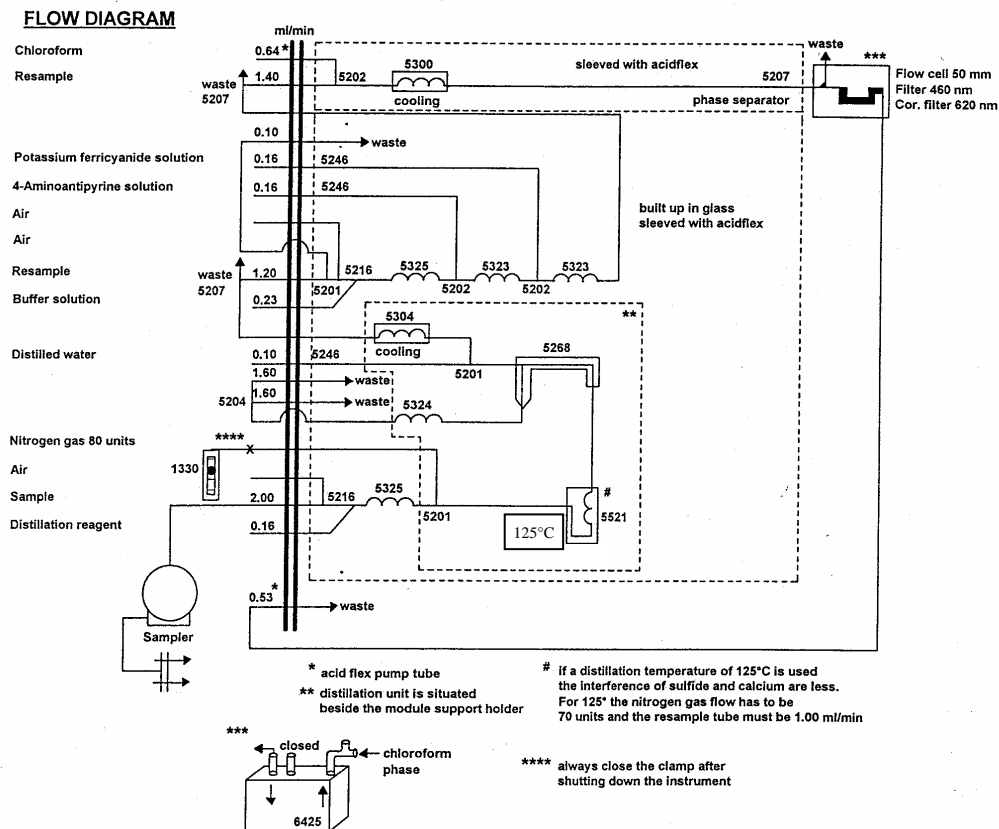 FLOW DIAGRAM
ml/min
Chloroform
0.64*
Resample
waste
5207
1.40
5202
5300
cooling
sleeved with acidflex
5207
phase separator
waste
***
Flow cell 50 mm
Filter 460 nm
Cor. filter 620 nm
0.10
waste
Potassium ferricyanide solution
0.16
5246
4-Aminoantipyrine solution
0.16
5246
Air
Air
built up in glass
sleeved with acidflex
Resample
waste
5207
1.20
5201
5216
5325
5202
5323
5202
5323
Buffer solution
0,23
5304
cooling
**
Distilled water
0.10
5246
5201
5268
1.60
waste
5204
1.60
waste
5324
Nitrogen gas 80 units
****
X
Air
1330
Sample
2.00
5216
5325
5201
#
5521
125°C
Distillation reagent
0.16
0.53*
waste
Sampler
* acid flex pump tube
** distillation unit is situated
beside the module support holder
# if a distillation temperature of 125°C is used
the interference of sulfide and calcium are less.
For 125° the nitrogen gas flow has to be
70 units and the resample tube must be 1.00 ml/min
***
closed
chloroform
phase
6425
**** always close the clamp after
shutting down the instrument